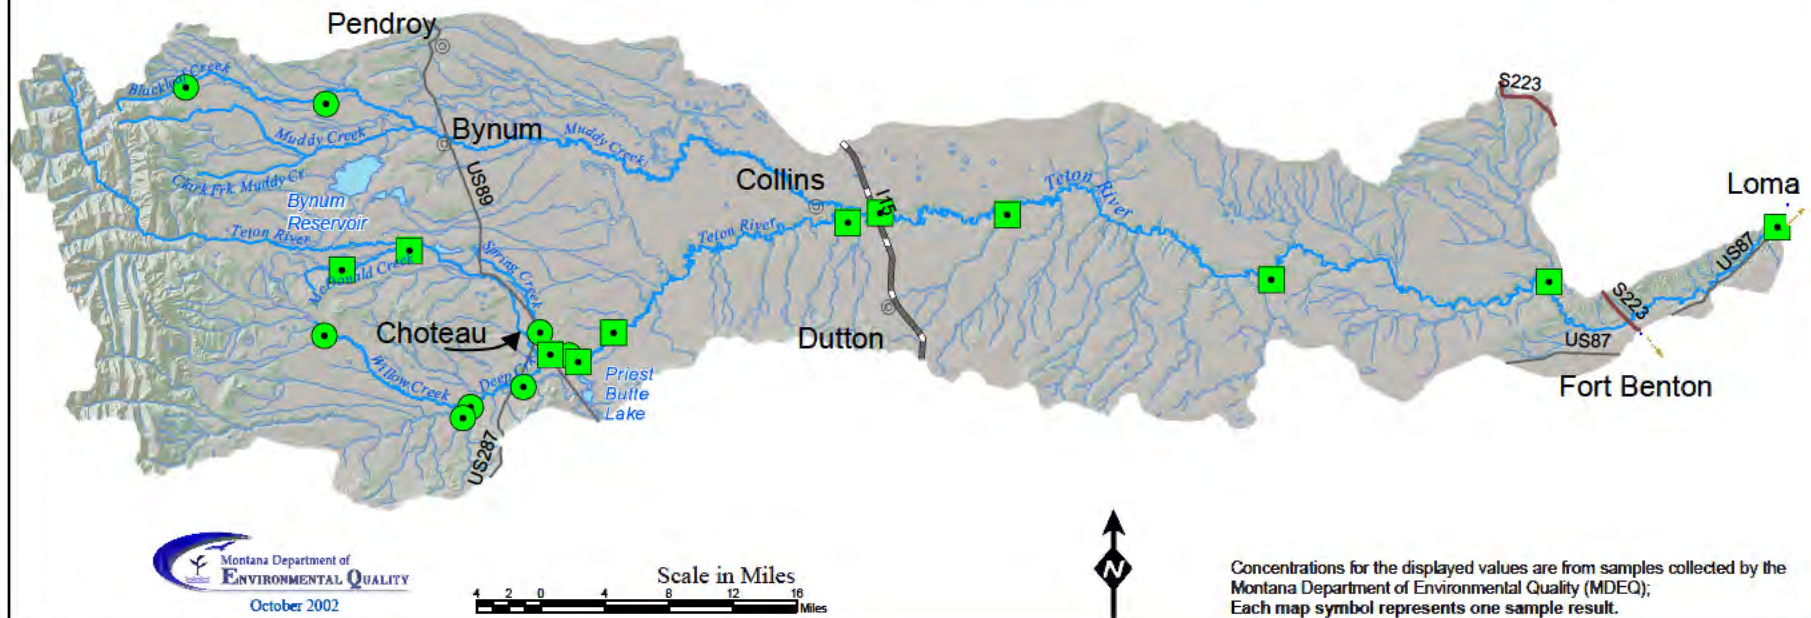 Pendroy
S223
Blackleaf Creek
Bynum
Muddy Creek
Muddy Creek
Clark Frk. Muddy Cr.
US89
Collins
Teton River
Loma
Bynum
Reservoir
I15
Teton River
Teton River
Spring Creek
McDonald Creek
US87
S223
Choteau
Dutton
US87
Willow Creek
Deep
Priest
Butte
Lake
Fort Benton
US287
Montana Department of
ENVIRONMENTAL QUALITY
October 2002
Scale in Miles
4 2 0 4 8 12 16
Miles
N
Concentrations for the displayed values are from samples collected by the
Montana Department of Environmental Quality (MDEQ);
Each map symbol represents one sample result.